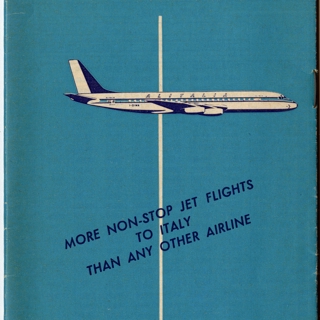 ALITALIA
MORE NON-STOP JET FLIGHTS
TO ITALY
THAN ANY OTHER AIRLINE